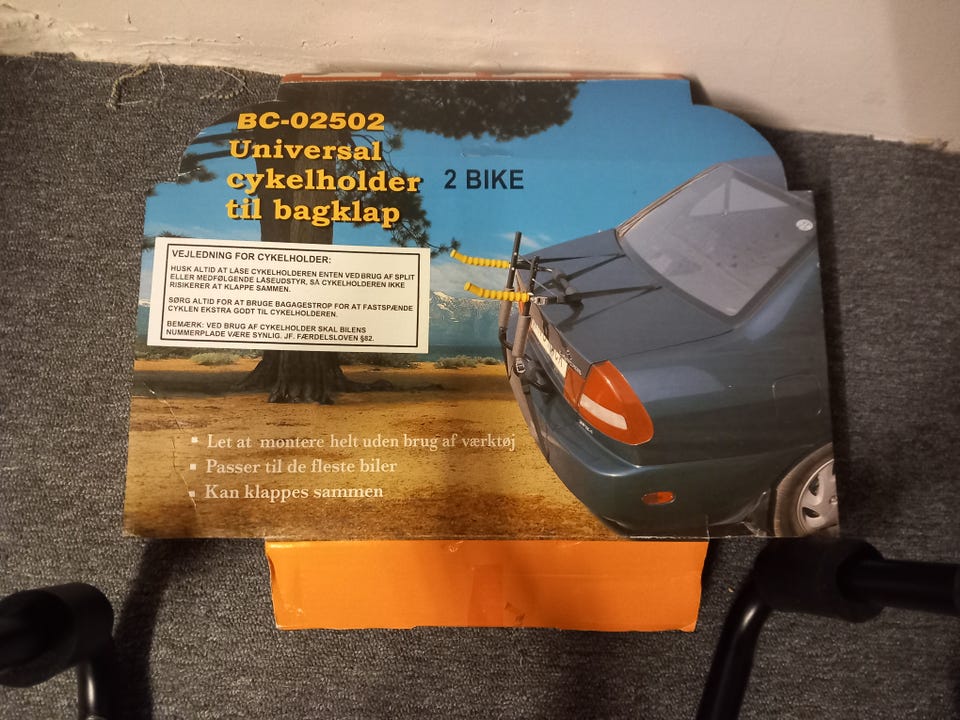 BC-02502
Universal
cykelholder
til bagklap
2 BIKE
VEJLEDNING FOR CYKELHOLDER:
HUSK ALTID AT LÅSE CYKELHOLDEREN ENTEN VED BRUG AF SPLIT
ELLER MEDFØLGENDE LÅSEUDSTYR, SÅ CYKELHOLDEREN IKKE
RISIKERER AT KLAPPE SAMMEN.
SØRG ALTID FOR AT BRUGE BAGAGESTROP FOR AT FASTSPÆNDE
CYKLEN EKSTRA GODT TIL CYKELHOLDEREN.
BEMÆRK: VED BRUG AF CYKELHOLDER SKAL BILENS
NUMMERPLADE VÆRE SYNLIG. JF. FÆRDELSLOVEN §82.
▪ Let at montere helt uden brug af værktøj
▪ Passer til de fleste biler
▪ Kan klappes sammen